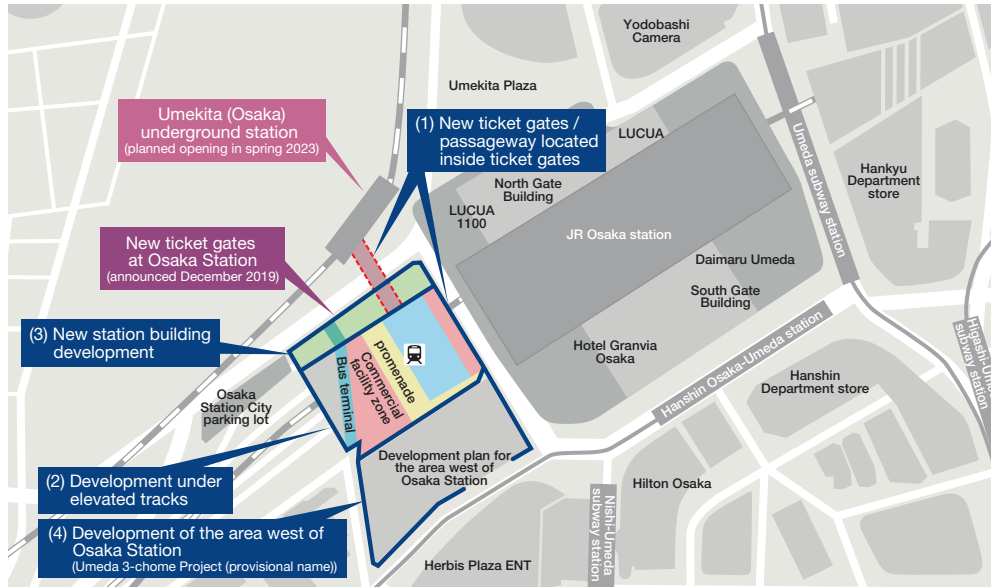 Yodobashi
Camera
Umekita Plaza
Umekita (Osaka)
underground station
(planned opening in spring 2023)
(1) New ticket gates /
passageway located
inside ticket gates
LUCUA
North Gate
Building
LUCUA
1100
Umeda subway station
Hankyu
Department
store
JR Osaka station
New ticket gates
at Osaka Station
(announced December 2019)
Daimaru Umeda
South Gate
Building
(3) New station building
development
Hotel Granvia
Osaka
Hanshin Osaka-Umeda station
Higashi-Ume
subway station
promenade
Commercial
facility zone
Bus terminal
Hanshin
Department store
Osaka
Station City
parking lot
Development plan for
the area west of
Osaka Station
(2) Development under
elevated tracks
Hilton Osaka
Nishi-Umeda
subway station
(4) Development of the area west of
Osaka Station
(Umeda 3-chome Project (provisional name))
Herbis Plaza ENT